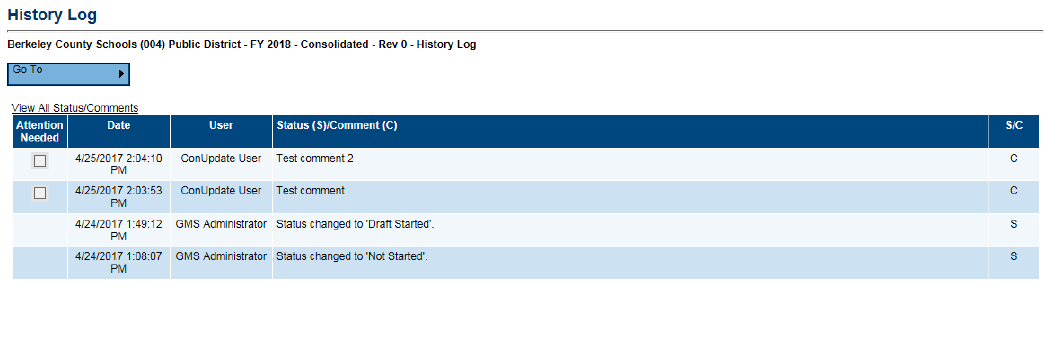 History Log
Berkeley County Schools (004) Public District - FY 2018 - Consolidated - Rev 0 - History Log
Go To
View All Status/Comments
Attention Needed Date User Status (S)/Comment (C) S/C
4/25/2017 2:04:10 PM ConUpdate User Test comment 2 C
4/25/2017 2:03:53 PM ConUpdate User Test comment C
4/24/2017 1:49:12 PM GMS Administrator Status changed to 'Draft Started'. S
4/24/2017 1:08:07 PM GMS Administrator Status changed to 'Not Started'. S